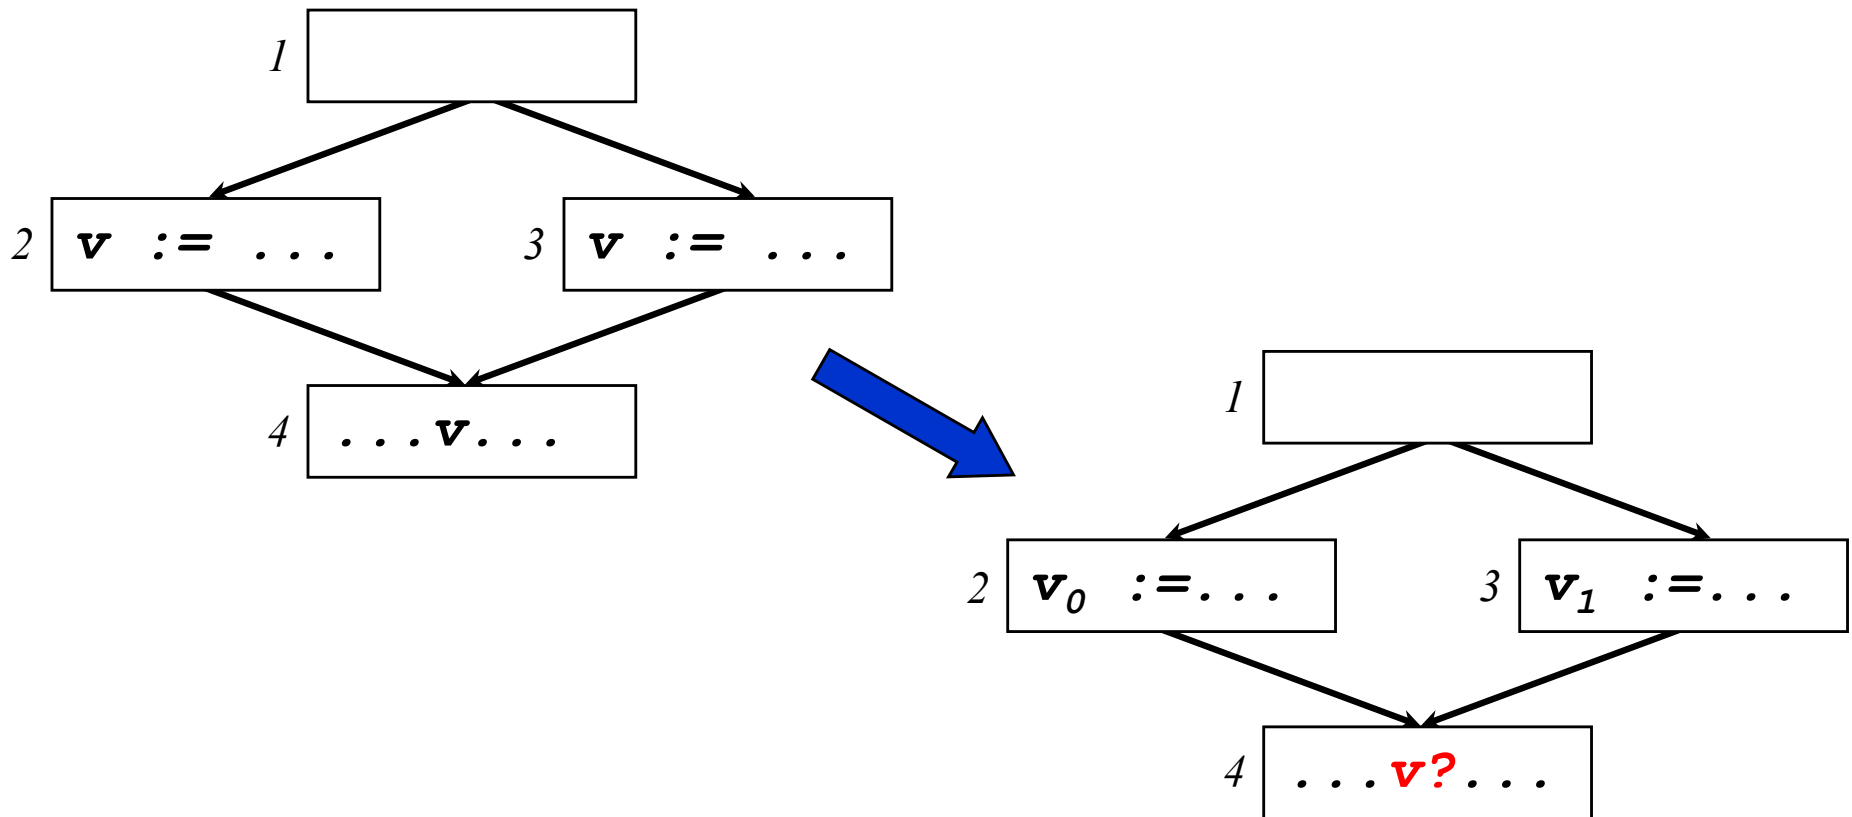 1
2 v := ...
3 v := ...
4 ...v...
1
2 v₀ :=...
3 v₁ :=...
4 ...v?...